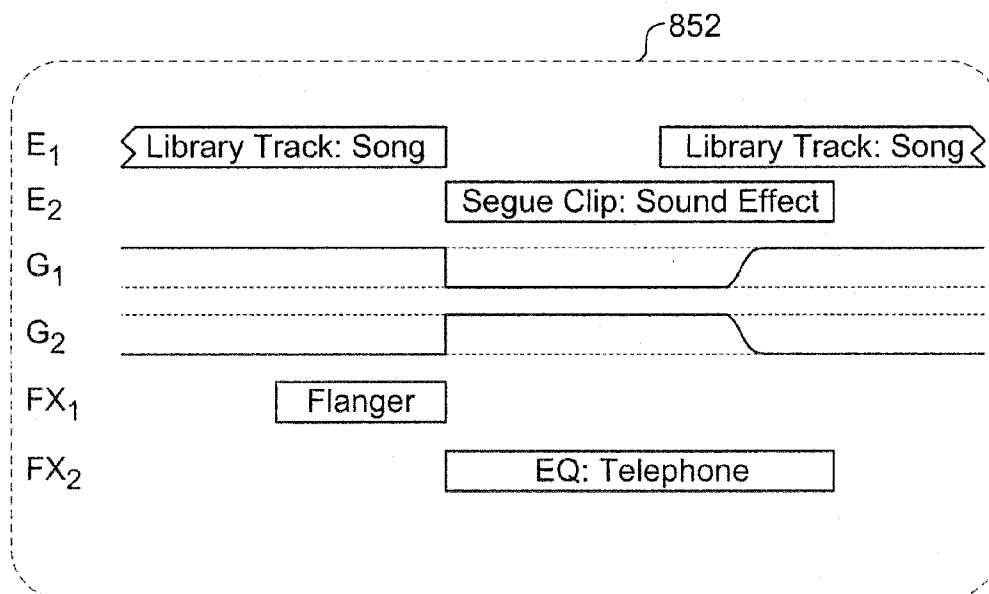 852
E1 Library Track: Song Library Track: Song
E2 Segue Clip: Sound Effect
G1
G2
FX1 Flanger
FX2 EQ: Telephone